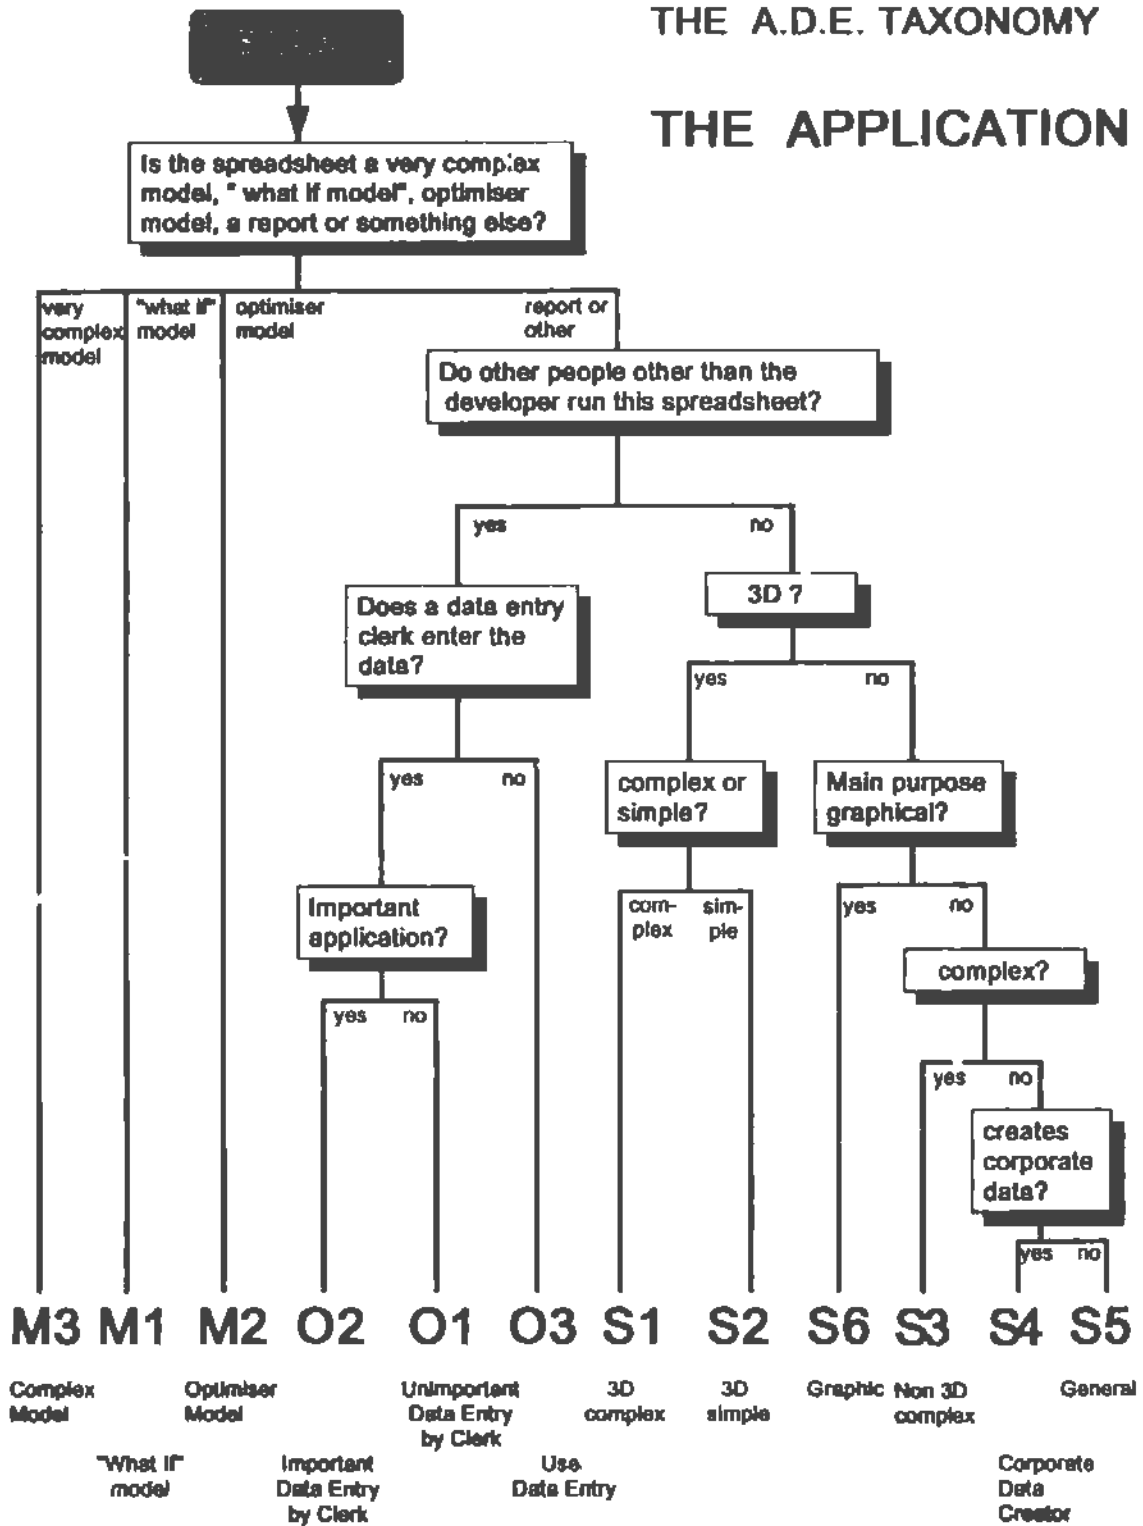 THE A.D.E. TAXONOMY
THE APPLICATION
Is the spreadsheet a very complex
model, " what if model", optimiser
model, a report or something else?
very
complex
model
"what if"
model
optimiser
model
report or
other
Do other people other than the
developer run this spreadsheet?
yes
no
Does a data entry
clerk enter the
data?
3D ?
yes
no
yes
no
complex or
simple?
Main purpose
graphical?
Important
application?
com-
plex
sim-
ple
yes
no
complex?
yes
no
yes
no
creates
corporate
data?
yes
no
M3 M1 M2 O2 O1 O3 S1 S2 S6 S3 S4 S5
Complex
Model
"What If"
model
Optimiser
Model
Important
Data Entry
by Clerk
Unimportant
Data Entry
by Clerk
Use
Data Entry
3D
complex
3D
simple
Graphic
Non 3D
complex
Corporate
Data
Creator
General